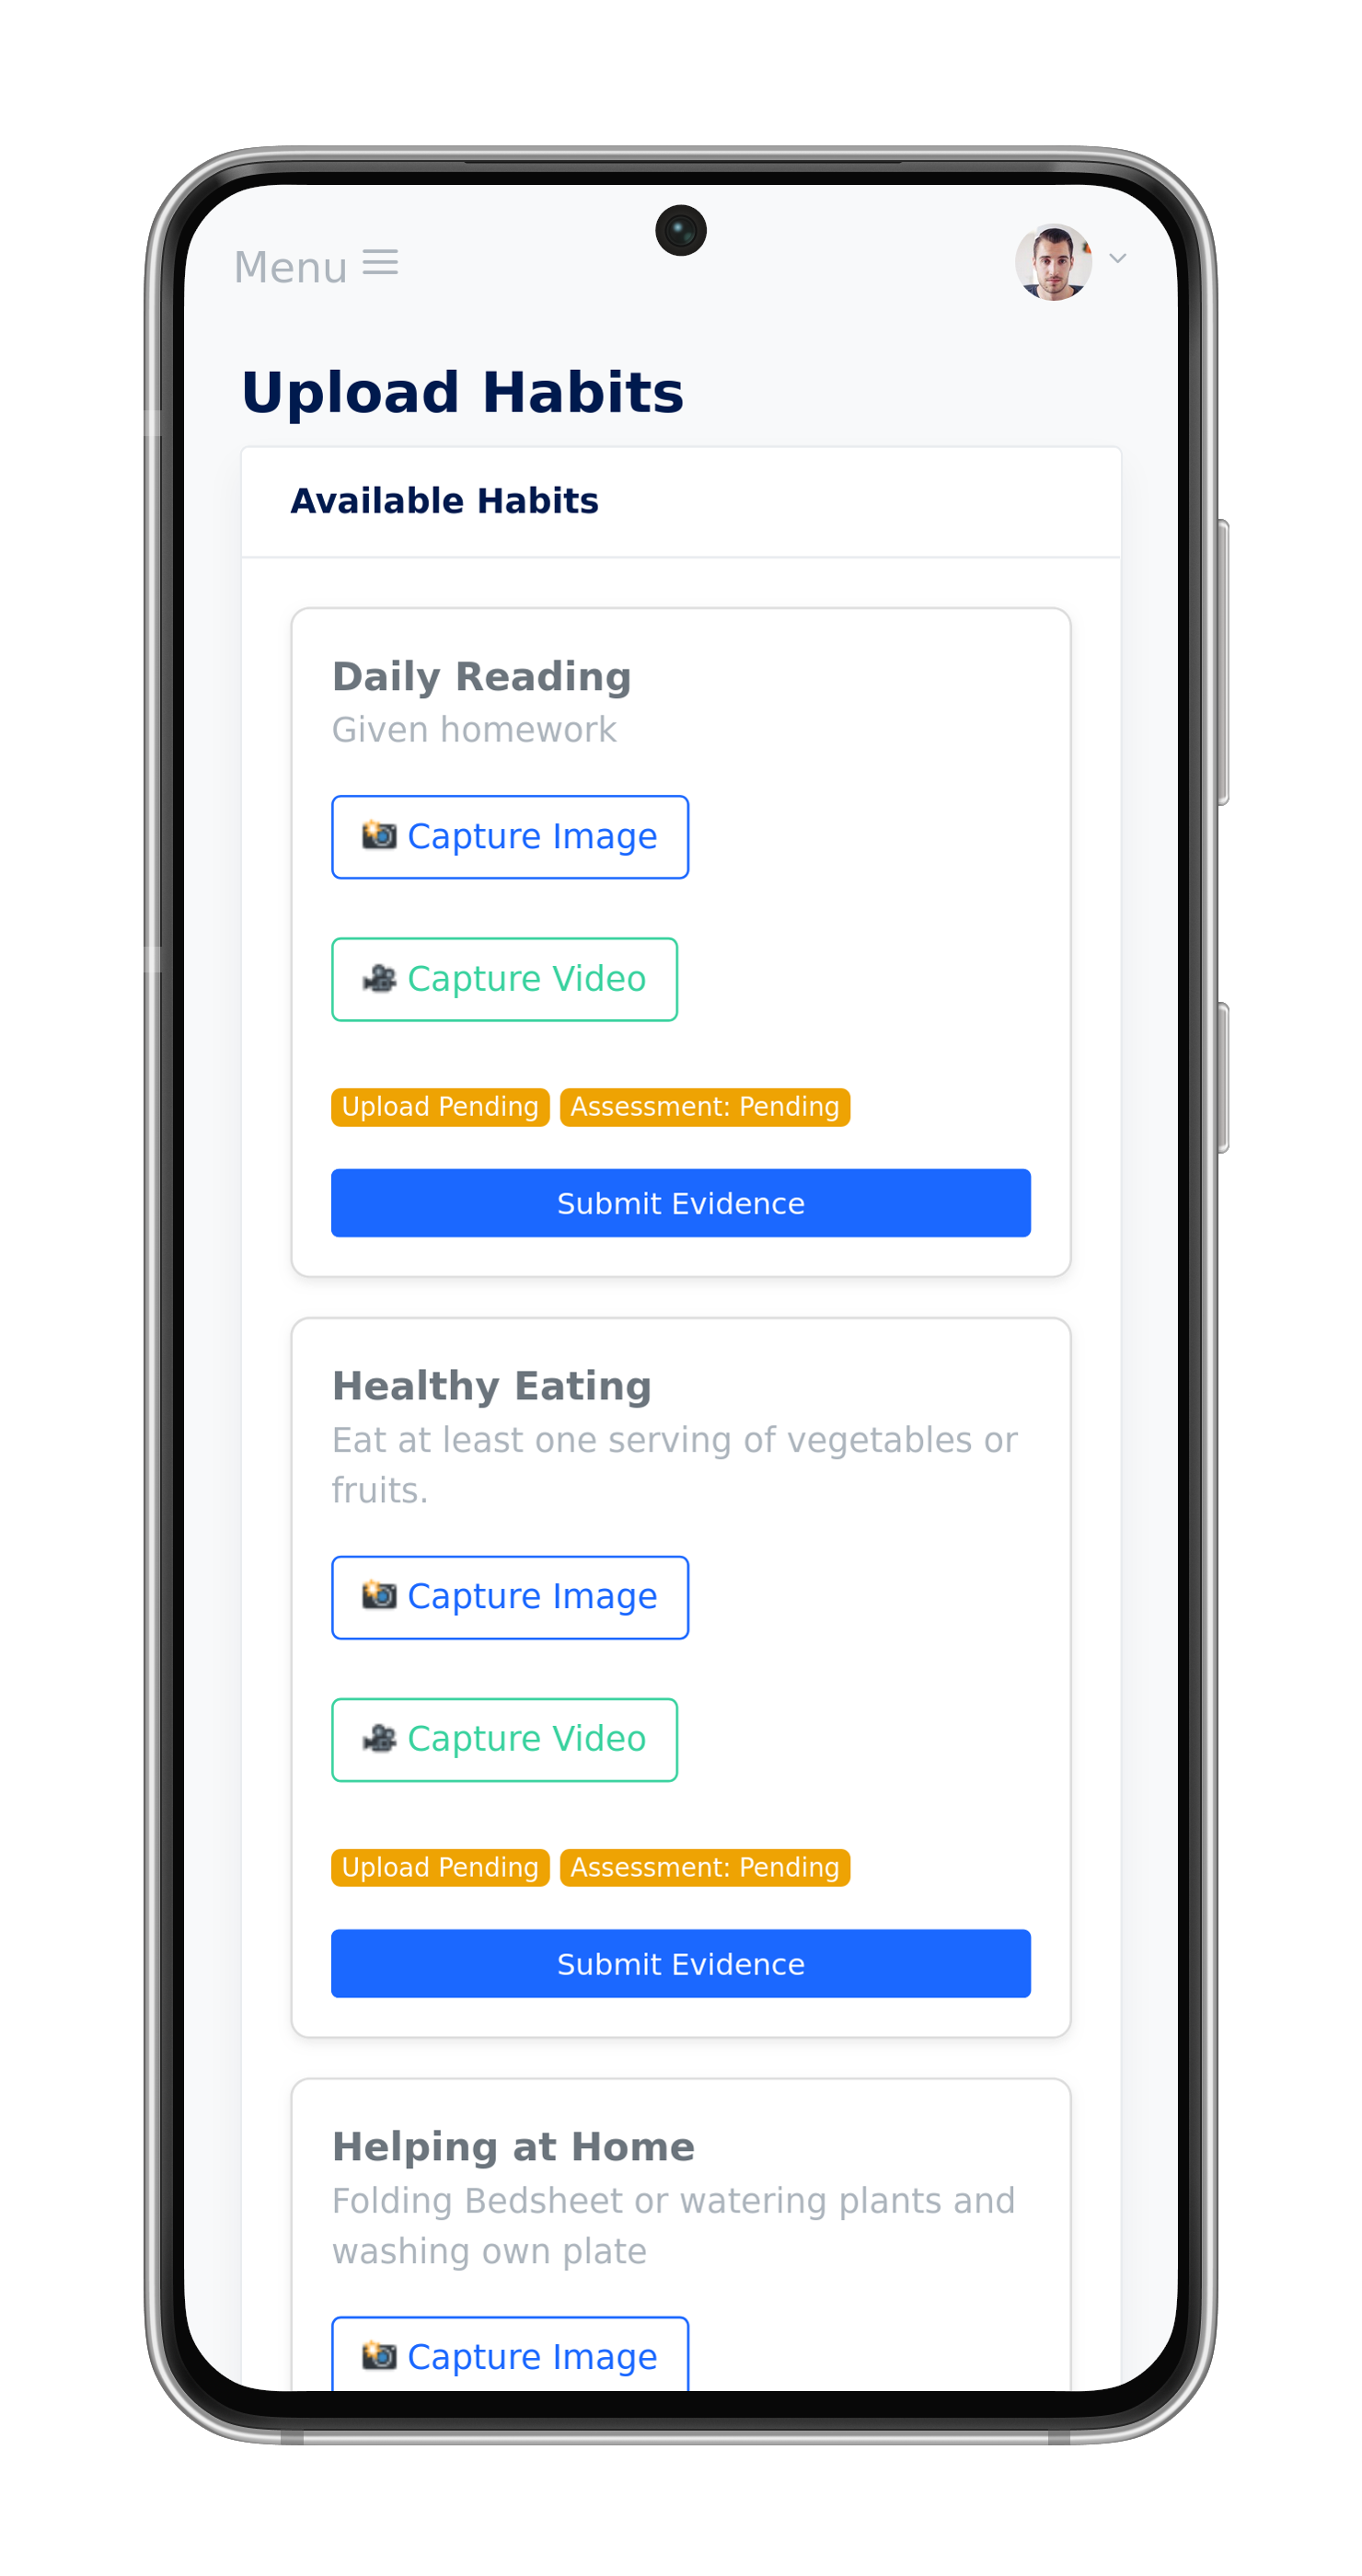 Menu
Upload Habits
Available Habits
Daily Reading
Given homework
Capture Image
Capture Video
Upload Pending Assessment: Pending
Submit Evidence
Healthy Eating
Eat at least one serving of vegetables or
fruits.
Capture Image
Capture Video
Upload Pending Assessment: Pending
Submit Evidence
Helping at Home
Folding Bedsheet or watering plants and
washing own plate
Capture Image